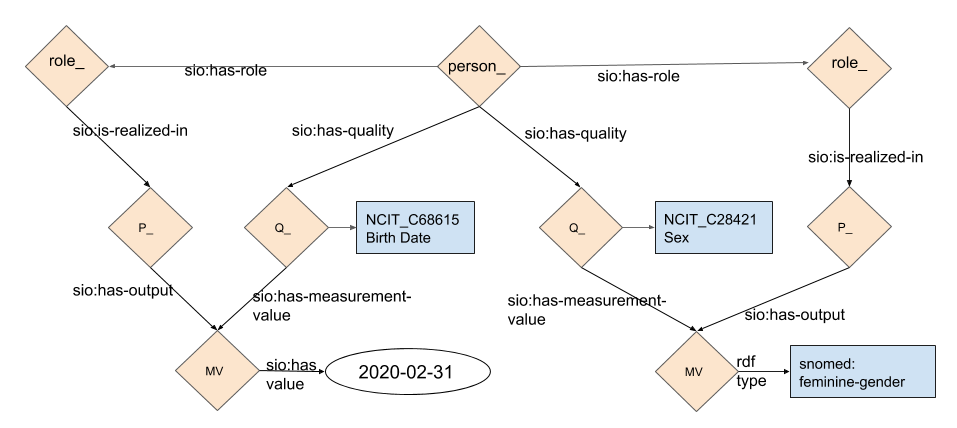 role_
sio:has-role
person_
sio:has-role
role_
sio:is-realized-in
sio:has-quality
sio:has-quality
sio:is-realized-in
P_
Q_
NCIT_C68615
Birth Date
Q_
NCIT_C28421
Sex
P_
sio:has-output
sio:has-measurement-
value
sio:has-measurement-
value
sio:has-output
MV
sio:has
value
2020-02-31
MV
rdf
type
snomed:
feminine-gender